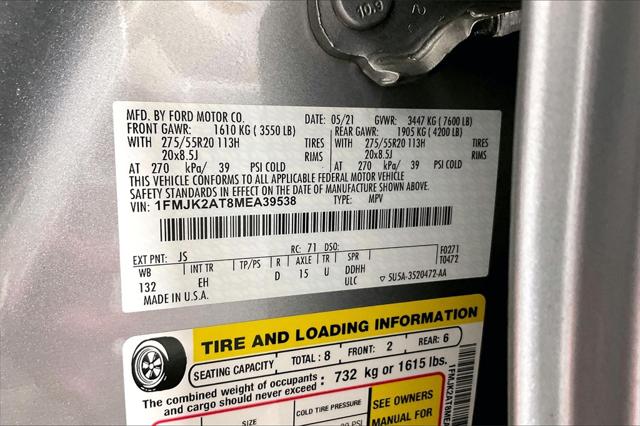 10.9
MFD. BY FORD MOTOR CO. DATE: 05/21 GVWR: 3447 KG (7600 LB)
FRONT GAWR: 1610 KG (3550 LB) REAR GAWR: 1905 KG (4200 LB)
WITH 275/55R20 113H TIRES WITH 275/55R20 113H TIRES
20x8.5J RIMS 20x8.5J RIMS
AT 270 kPa/ 39 PSI COLD AT 270 kPa/ 39 PSI COLD
THIS VEHICLE CONFORMS TO ALL APPLICABLE FEDERAL MOTOR VEHICLE
SAFETY STANDARDS IN EFFECT ON THE DATE OF MANUFACTURE SHOWN ABOVE.
VIN: 1FMJK2AT8MEA39538 TYPE: MPV
EXT PNT: JS RC: 71 DSO: F0271
WB INT TR TP/PS R AXLE TR SPR T0472
132 EH D 15 U DDHH
ULC 5U5A-3520472-AA
MADE IN U.S.A.
TIRE AND LOADING INFORMATION
SEATING CAPACITY TOTAL: 8 FRONT: 2 REAR: 6
The combined weight of occupants and cargo should never exceed: 732 kg or 1615 lbs.
COLD TIRE PRESSURE
SEE OWNERS
MANUAL FOR